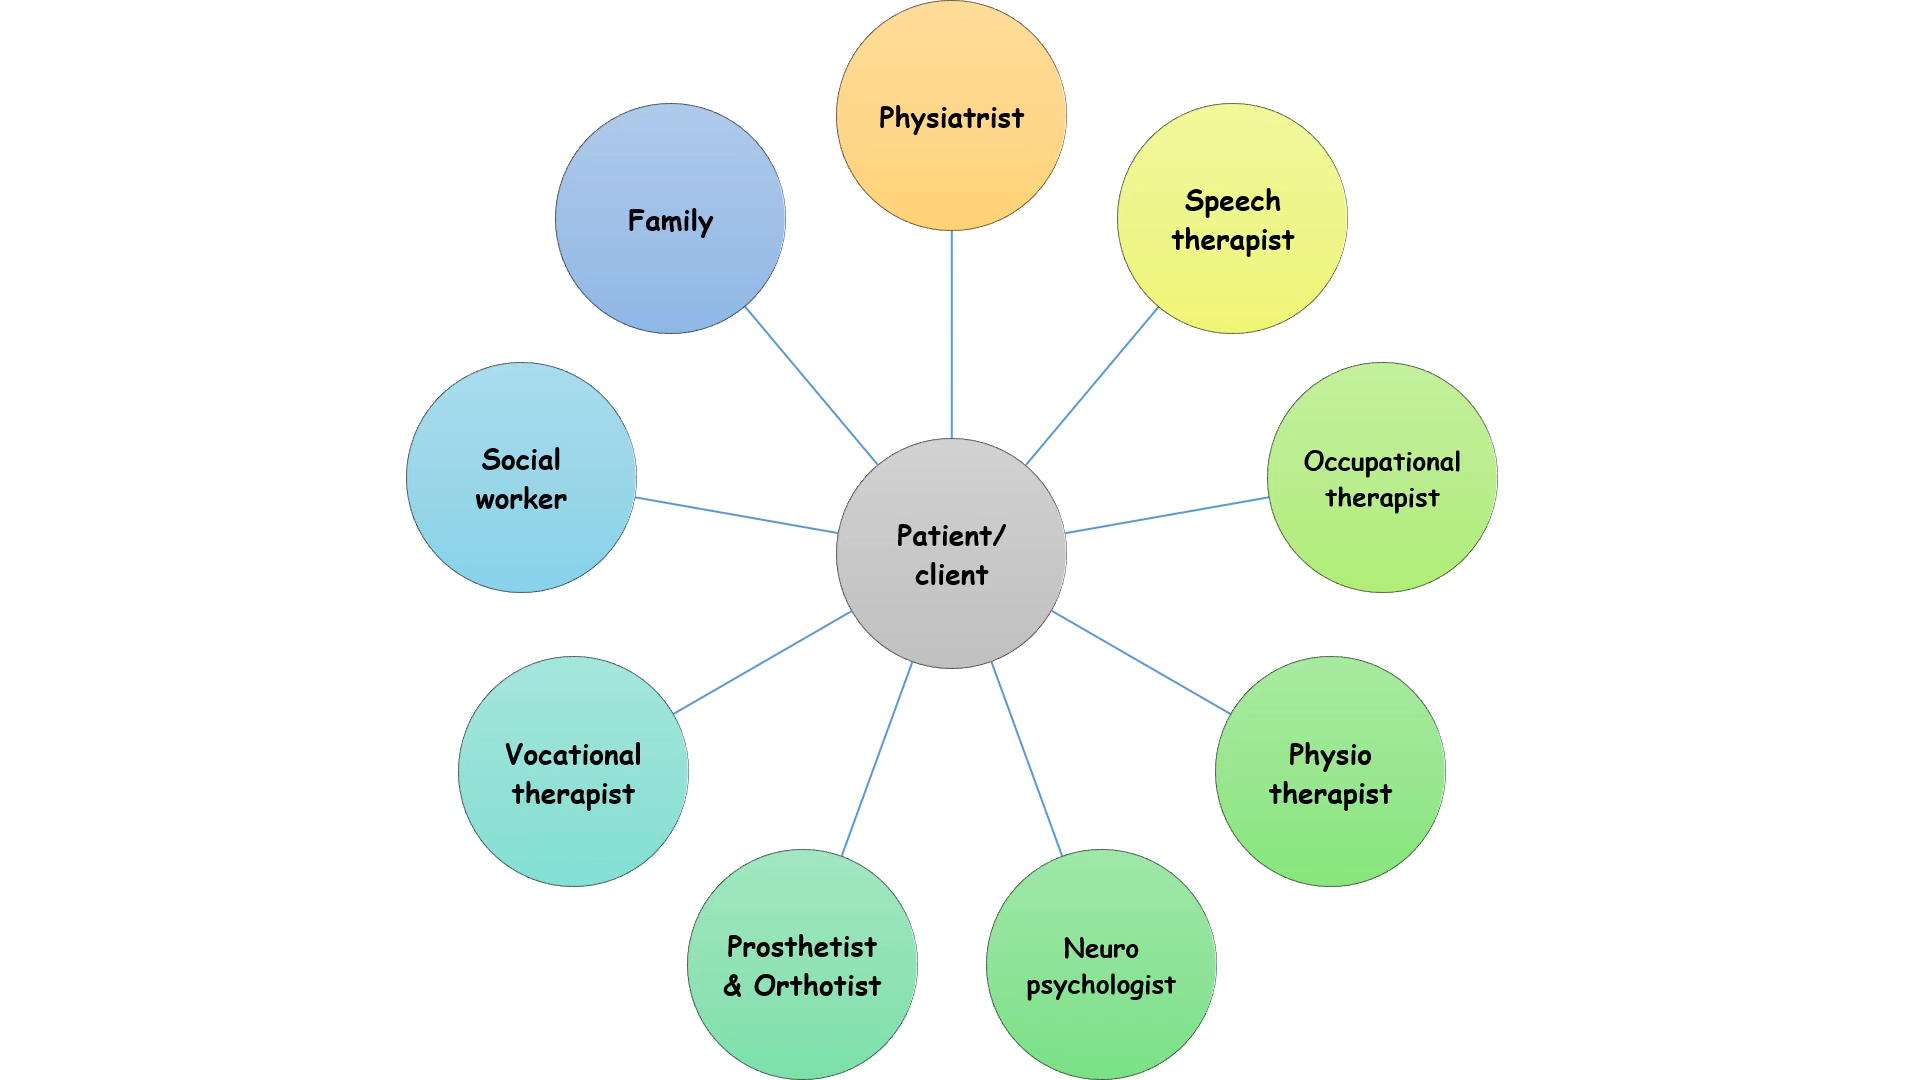 Physiatrist
Speech
therapist
Occupational
therapist
Physio
therapist
Neuro
psychologist
Prosthetist
& Orthotist
Vocational
therapist
Social
worker
Family
Patient/
client